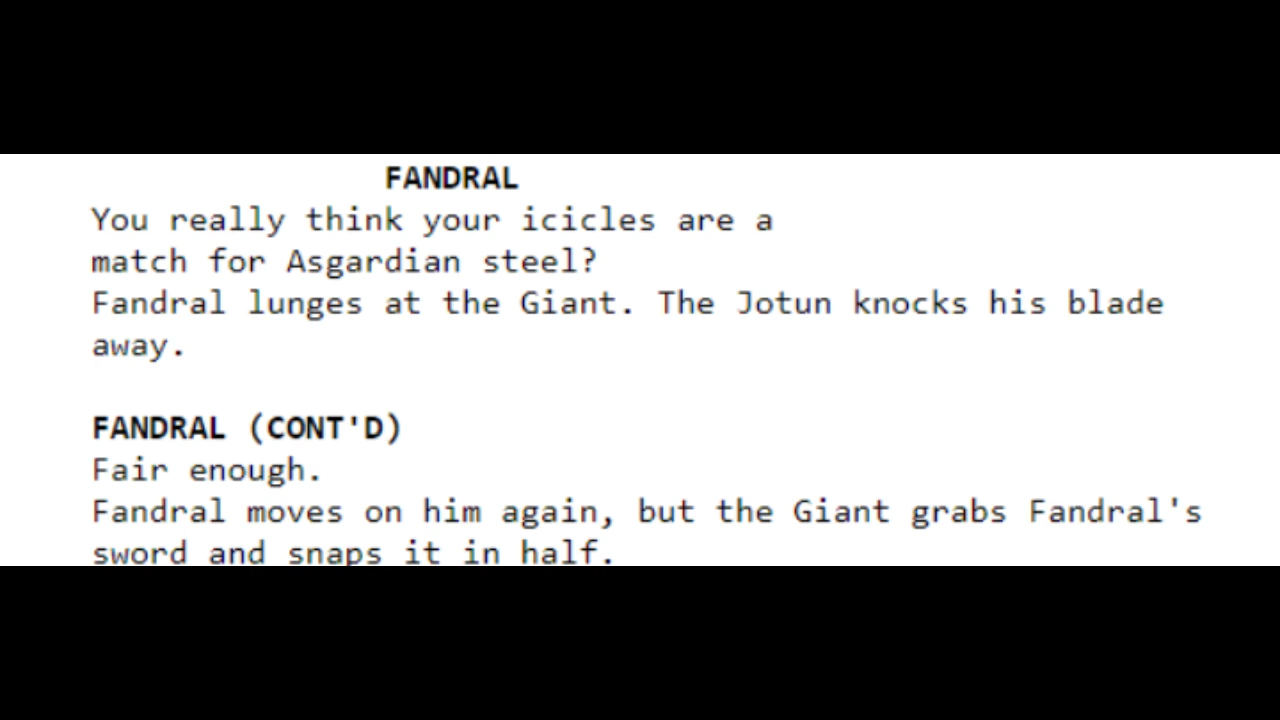 FANDRAL
You really think your icicles are a
match for Asgardian steel?
Fandral lunges at the Giant. The Jotun knocks his blade
away.
FANDRAL (CONT'D)
Fair enough.
Fandral moves on him again, but the Giant grabs Fandral's
sword and snaps it in half.